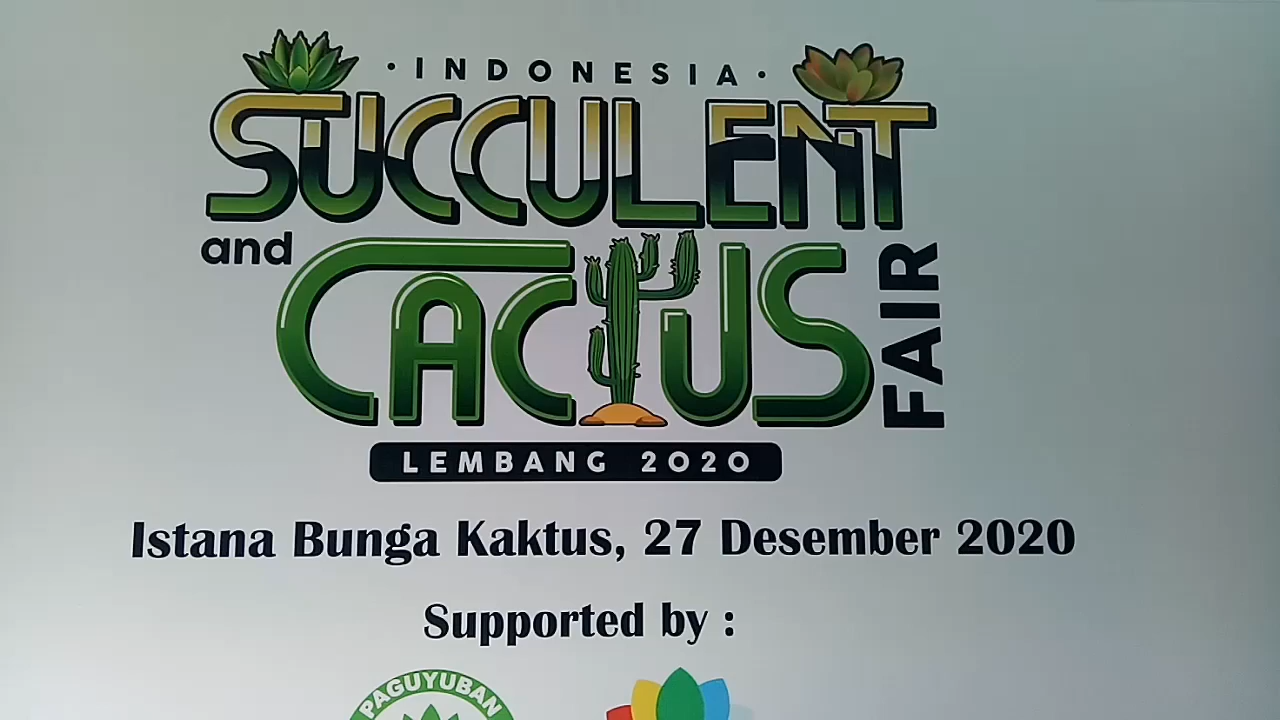 · INDONESIA ·
SUCCULENT
and CACTUS FAIR
LEMBANG 2020
Istana Bunga Kaktus, 27 Desember 2020
Supported by :
PAGUYUBAN